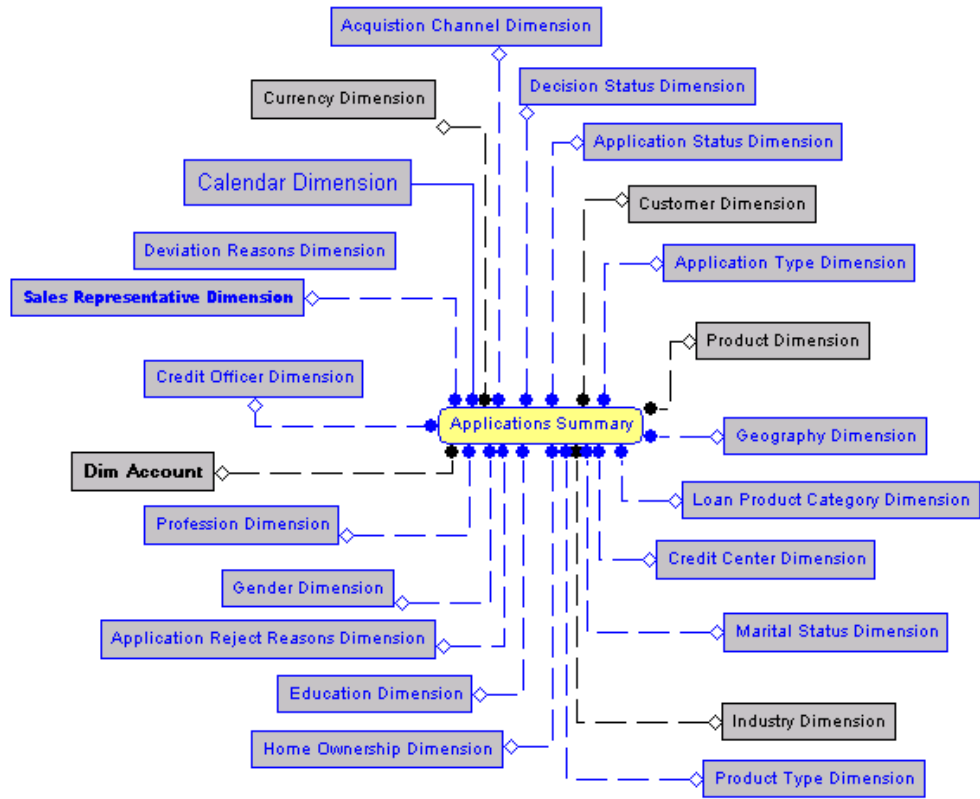 Acquistion Channel Dimension
Decision Status Dimension
Currency Dimension
Application Status Dimension
Calendar Dimension
Customer Dimension
Deviation Reasons Dimension
Application Type Dimension
Sales Representative Dimension
Product Dimension
Credit Officer Dimension
Applications Summary
Geography Dimension
Dim Account
Loan Product Category Dimension
Profession Dimension
Credit Center Dimension
Gender Dimension
Application Reject Reasons Dimension
Marital Status Dimension
Education Dimension
Industry Dimension
Home Ownership Dimension
Product Type Dimension